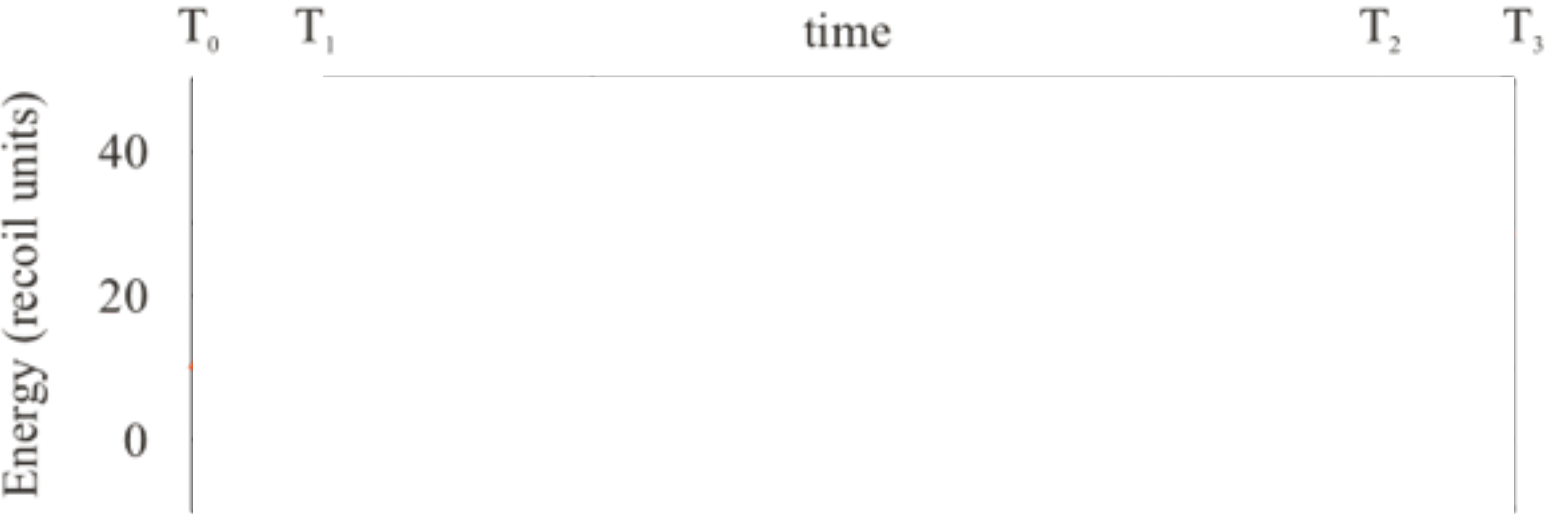 T₀
T₁
time
T₂
T₃
Energy (recoil units)
40
20
0